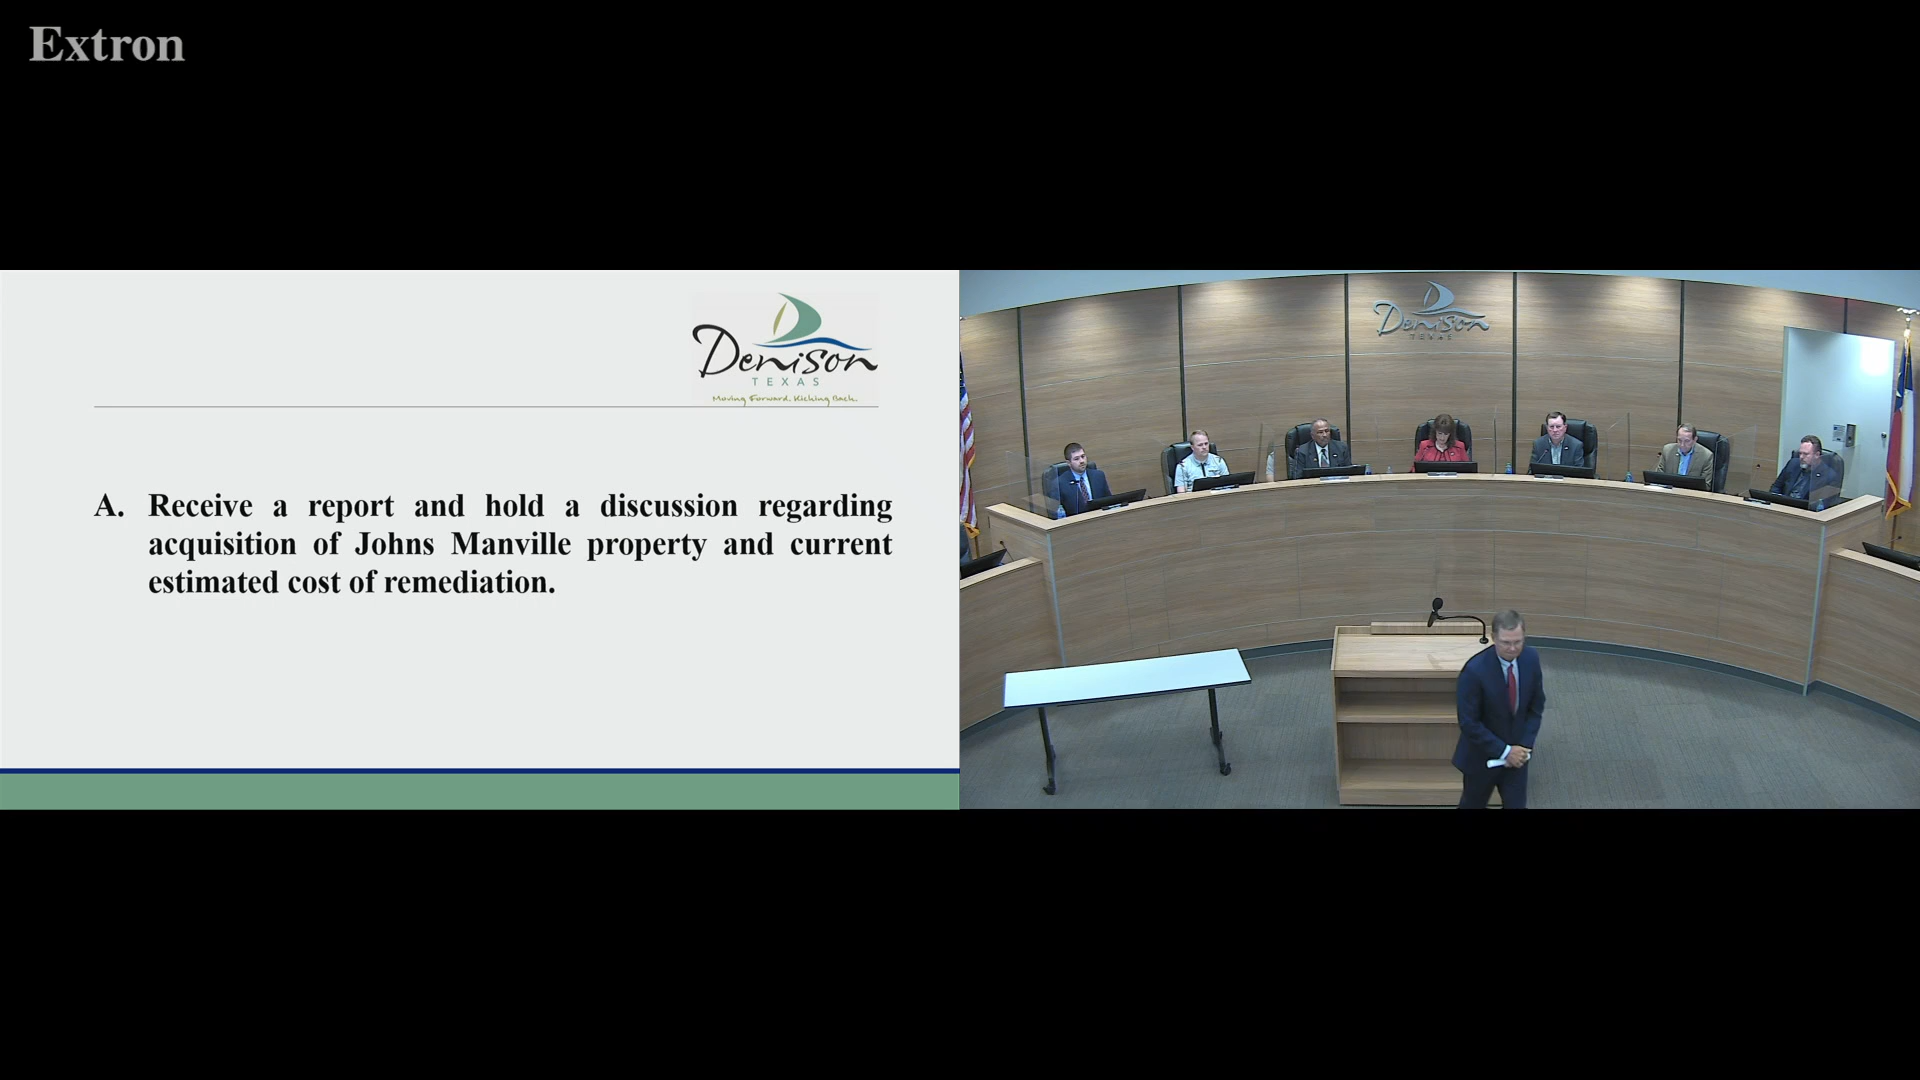 Extron
Denison
TEXAS
Moving Forward. Kicking Back.
A. Receive a report and hold a discussion regarding
acquisition of Johns Manville property and current
estimated cost of remediation.
Denison
TEXAS